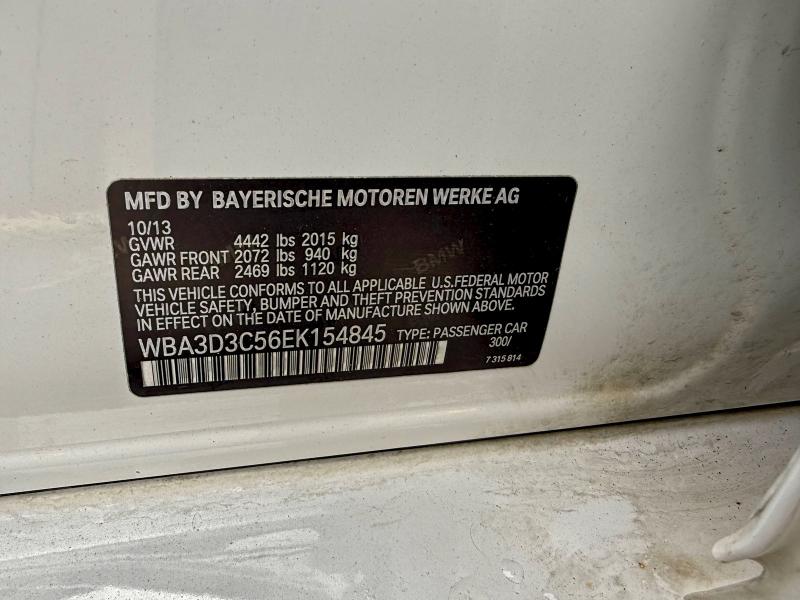 MFD BY BAYERISCHE MOTOREN WERKE AG
10/13
GVWR 4442 lbs 2015 kg
GAWR FRONT 2072 lbs 940 kg
GAWR REAR 2469 lbs 1120 kg
THIS VEHICLE CONFORMS TO ALL APPLICABLE U.S.FEDERAL MOTOR
VEHICLE SAFETY, BUMPER AND THEFT PREVENTION STANDARDS
IN EFFECT ON THE DATE OF MANUFACTURE SHOWN ABOVE.
WBA3D3C56EK154845 TYPE: PASSENGER CAR
300/
7 315 814
BMW